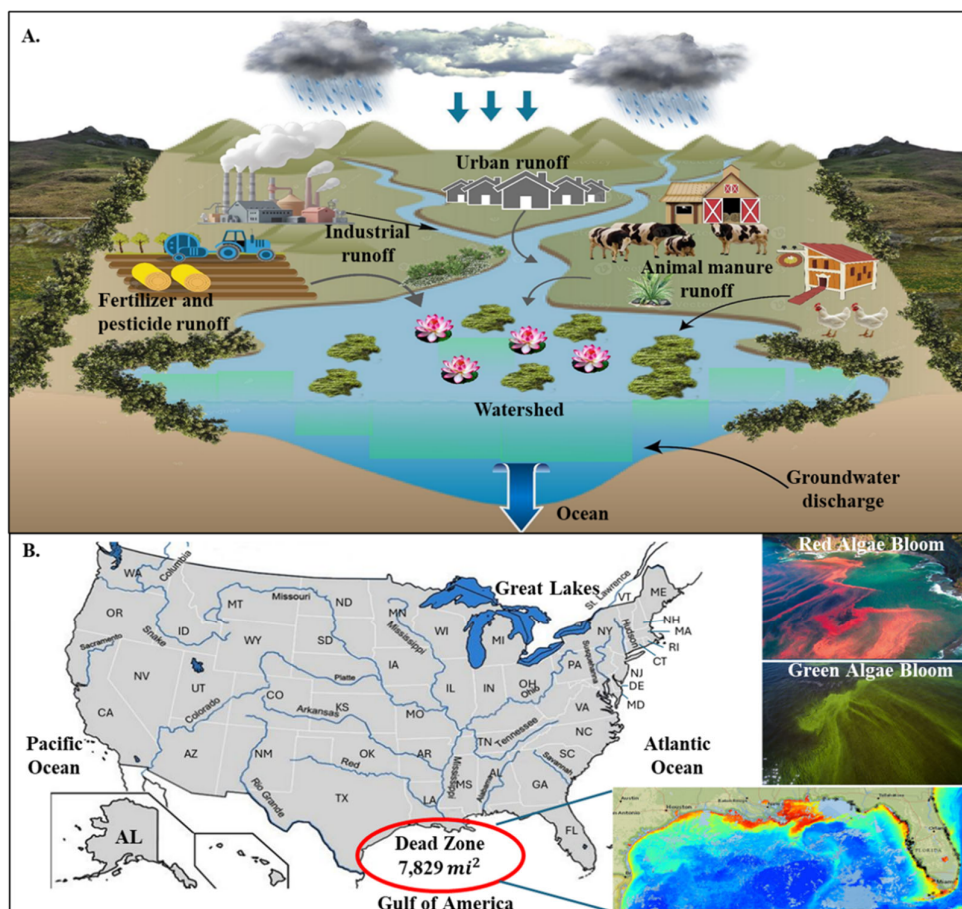 A.
Urban runoff
Industrial
runoff
Animal manure
runoff
Fertilizer and
pesticide runoff
Watershed
Groundwater
discharge
Ocean
B.
Red Algae Bloom
Green Algae Bloom
Great Lakes
Pacific
Ocean
Atlantic
Ocean
WA
Columbia
OR
Snake
ID
MT
Missouri
ND
MN
Mississippi
WI
MI
St. Lawrence
VT
ME
NH
MA
RI
CT
NY
Hudson
Susquehanna
PA
NJ
DE
MD
Sacramento
NV
CA
UT
WY
SD
IA
Platte
CO
Colorado
KS
Arkansas
IL
IN
OH
Ohio
MO
VA
NC
Tennessee
TN
AZ
NM
OK
AR
Red
TX
Rio Grande
LA
Mississippi
MS
AL
Alabama
GA
SC
Savannah
FL
AL
Dead Zone
7,829 mi²
Gulf of America